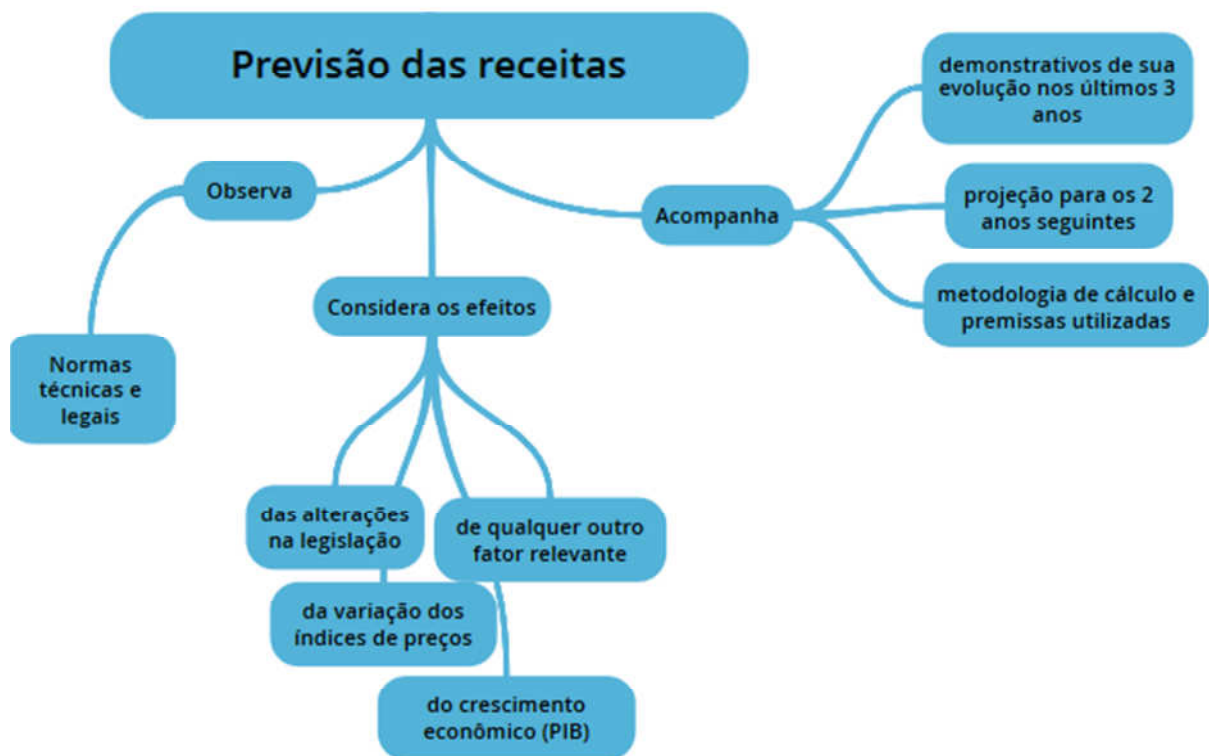 Previsão das receitas
Observa
Normas
técnicas e
legais
Considera os efeitos
das alterações
na legislação
da variação dos
índices de preços
de qualquer outro
fator relevante
do crescimento
econômico (PIB)
Acompanha
demonstrativos de sua
evolução nos últimos 3
anos
projeção para os 2
anos seguintes
metodologia de cálculo e
premissas utilizadas